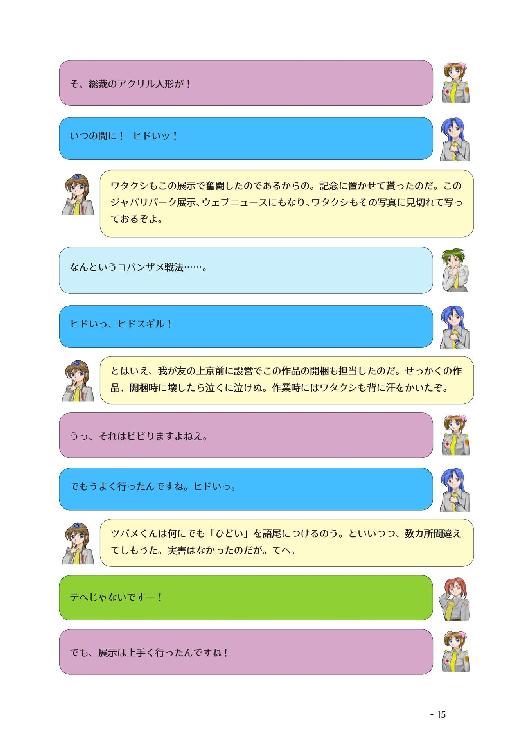 そ、総裁のアクリル人形が！
いつの間に！　ヒドいッ！
ワタクシもこの展示で奮闘したのであるからの。記念に置かせて貰ったのだ。この
ジャパリパーク展示、ウェブニュースにもなり、ワタクシもその写真に見切れて写っ
ておるぞよ。
なんというコバンザメ戦法……。
ヒドいっ、ヒドスギル！
とはいえ、我が友の上京前に設営でこの作品の開梱も担当したのだ。せっかくの作
品、開梱時に壊したら泣くに泣けぬ。作業時にはワタクシも背に汗をかいたぞ。
うっ、それはビビりますよねえ。
でもうまく行ったんですね。ヒドいっ。
ツバメくんは何にでも「ひどい」を語尾につけるのう。といいつつ、数カ所間違え
てしもうた。実害はなかったのだが。てへ。
テヘじゃないですー！
でも、展示は上手く行ったんですね！
- 15